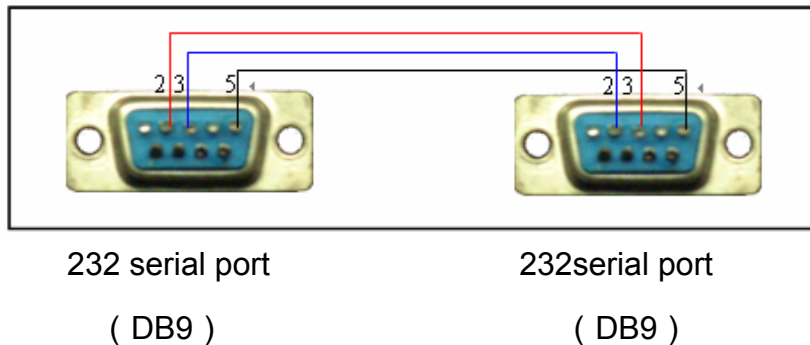 2 3 5 2 3 5
232 serial port 232serial port
( DB9 ) ( DB9 )